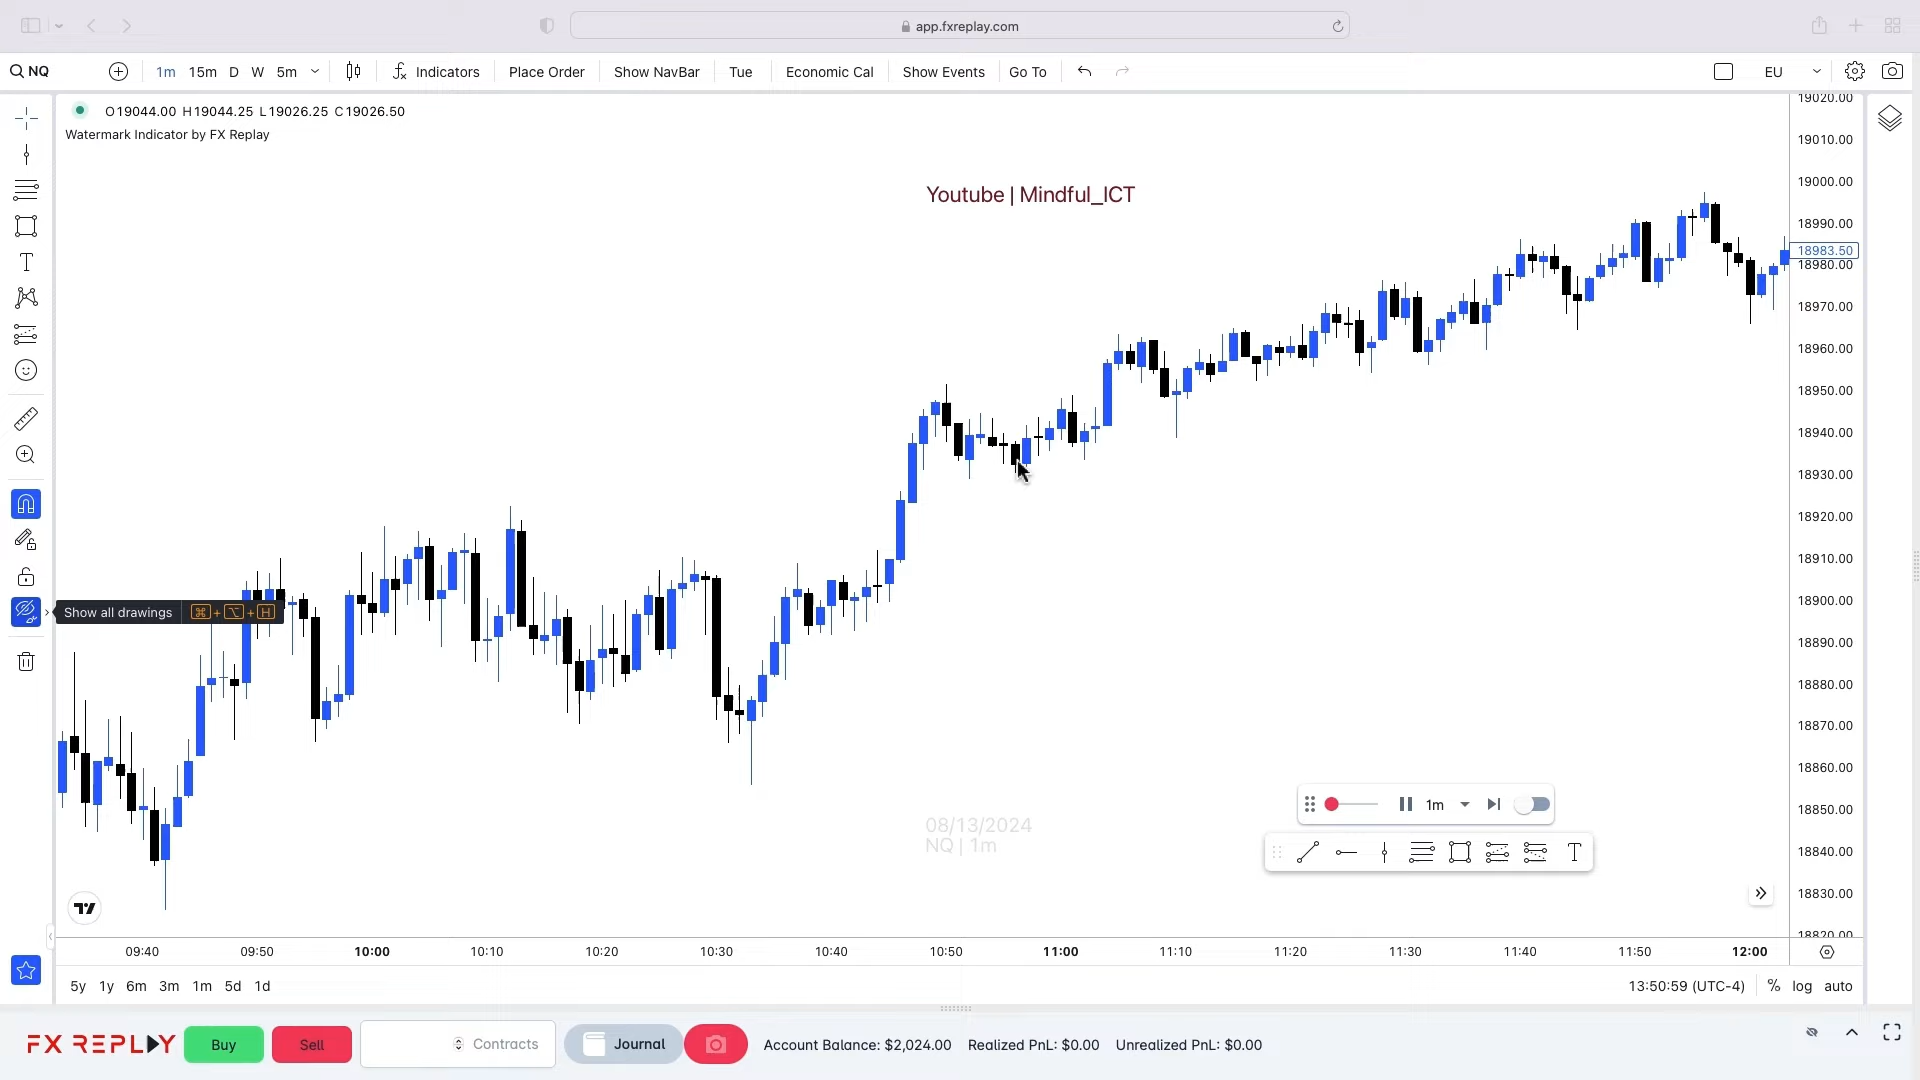 app.fxreplay.com
NQ 1m 15m D W 5m Indicators Place Order Show NavBar Tue Economic Cal Show Events Go To EU
O19044.00 H19044.25 L19026.25 C19026.50
Watermark Indicator by FX Replay
Youtube | Mindful_ICT
19020.00
19010.00
19000.00
18990.00
18983.50
18980.00
18970.00
18960.00
18950.00
18940.00
18930.00
18920.00
18910.00
18900.00
Show all drawings ⌘ + ⌥ + H
18890.00
18880.00
18870.00
18860.00
18850.00
18840.00
18830.00
18820.00
1m
08/13/2024
NQ | 1m
T
09:40 09:50 10:00 10:10 10:20 10:30 10:40 10:50 11:00 11:10 11:20 11:30 11:40 11:50 12:00
5y 1y 6m 3m 1m 5d 1d 13:50:59 (UTC-4) % log auto
FX REPLAY Buy Sell Contracts Journal Account Balance: $2,024.00 Realized PnL: $0.00 Unrealized PnL: $0.00